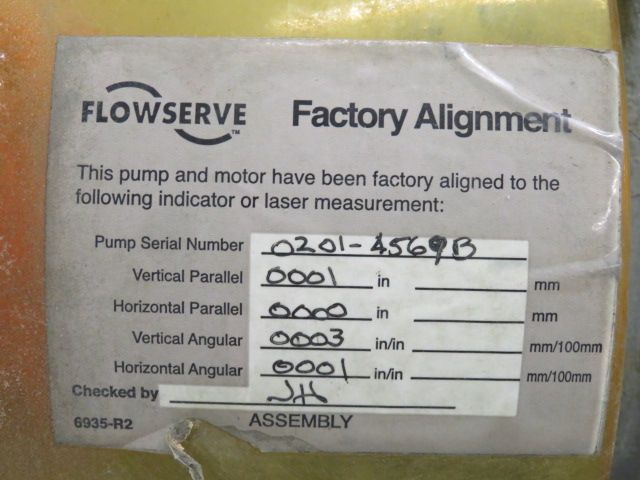 FLOWSERVE™ Factory Alignment
This pump and motor have been factory aligned to the
following indicator or laser measurement:
Pump Serial Number 0201-4569B
Vertical Parallel 0001 in mm
Horizontal Parallel 0000 in mm
Vertical Angular 0003 in/in mm/100mm
Horizontal Angular 0001 in/in mm/100mm
Checked by JH
6935-R2 ASSEMBLY